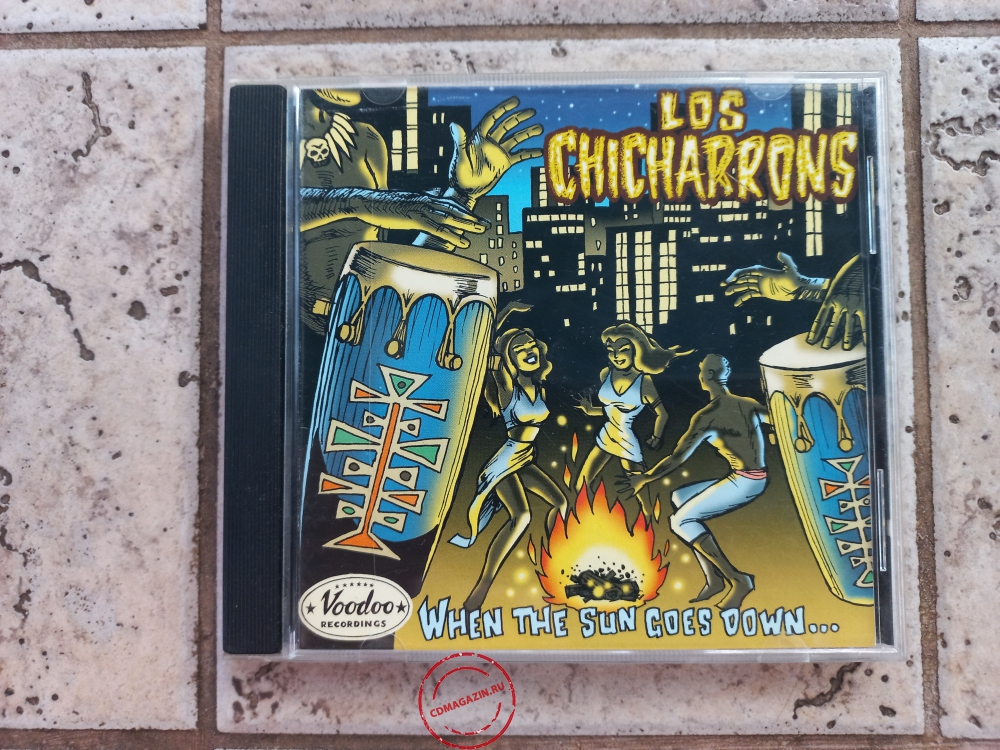 LOS
CHICHARRONS
Voodoo
RECORDINGS
WHEN THE SUN GOES DOWN...
CDMAGAZIN.RU